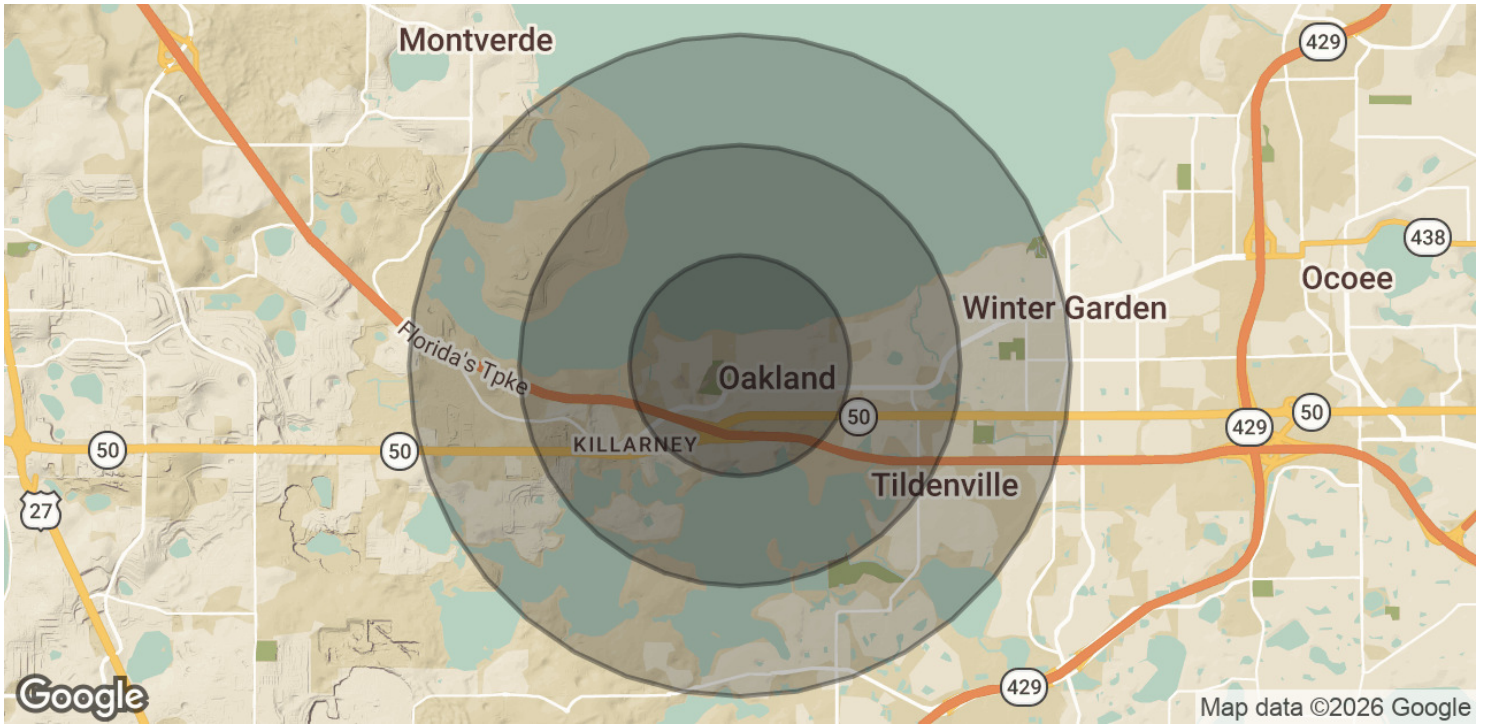 Montverde
429
438
Ocoee
Winter Garden
Florida's Tpke
Oakland
50
50
429
KILLARNEY
50
50
Tildenville
27
429
Google
Map data ©2026 Google